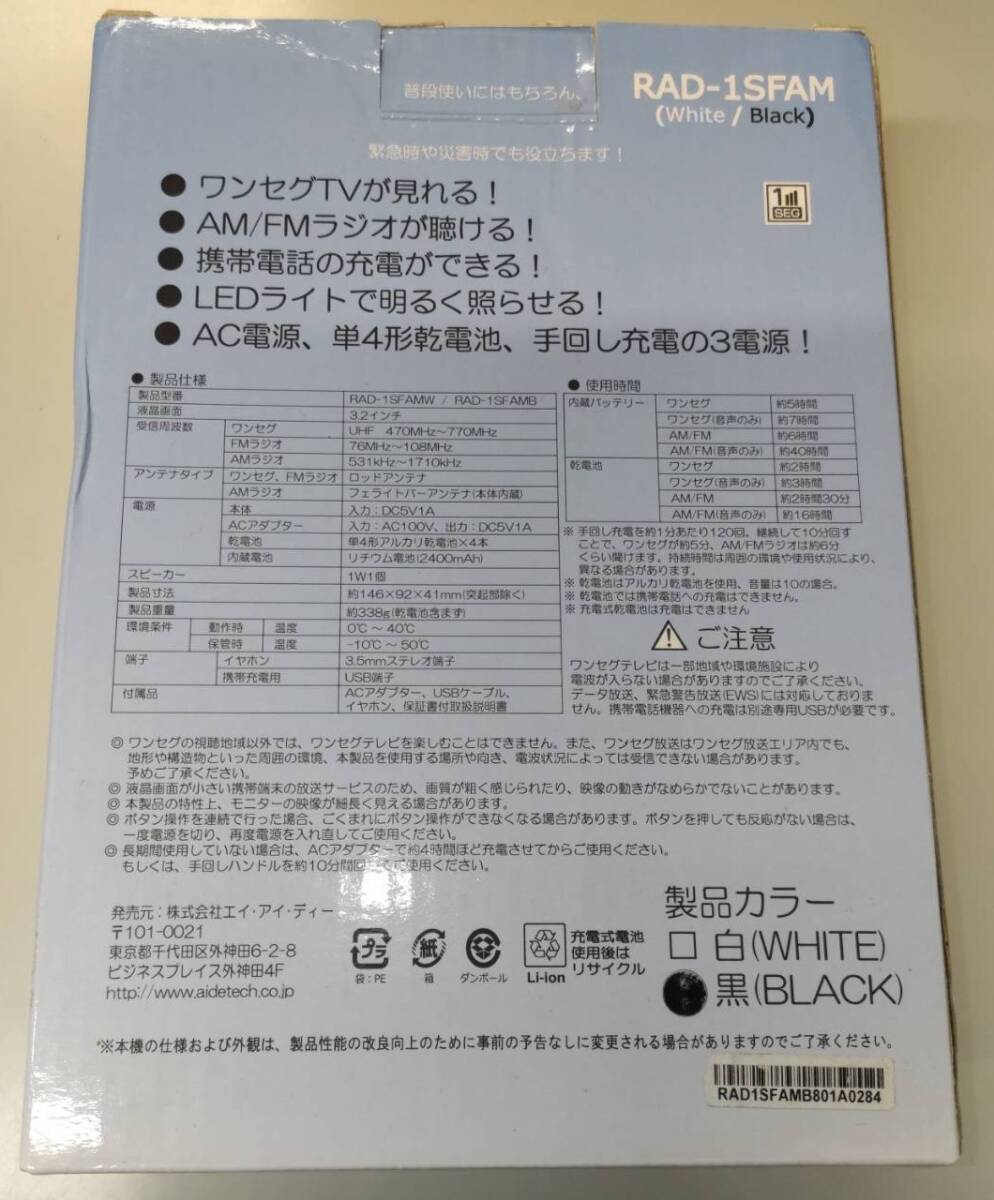 普段使いにはもちろん、
RAD-1SFAM
(White / Black)
緊急時や災害時でも役立ちます！
● ワンセグTVが見れる！
● AM/FMラジオが聴ける！
● 携帯電話の充電ができる！
● LEDライトで明るく照らせる！
● AC電源、単4形乾電池、手回し充電の3電源！
1
SEG
● 製品仕様
製品型番 RAD-1SFAMW / RAD-1SFAMB
液晶画面 3.2インチ
受信周波数 ワンセグ UHF 470MHz～770MHz
FMラジオ 76MHz～108MHz
AMラジオ 531kHz～1710kHz
アンテナタイプ ワンセグ、FMラジオ ロッドアンテナ
AMラジオ フェライトバーアンテナ(本体内蔵)
電源 本体 入力：DC5V1A
ACアダプター 入力：AC100V、出力：DC5V1A
乾電池 単4形アルカリ乾電池×4本
内蔵電池 リチウム電池(2400mAh)
スピーカー 1W1個
製品寸法 約146×92×41mm(突起部除く)
製品重量 約338g(乾電池含まず)
環境条件 動作時 温度 0℃ ～ 40℃
保管時 温度 -10℃ ～ 50℃
端子 イヤホン 3.5mmステレオ端子
携帯充電用 USB端子
付属品 ACアダプター、USBケーブル、
イヤホン、保証書付取扱説明書
● 使用時間
内蔵バッテリー ワンセグ 約5時間
ワンセグ(音声のみ) 約7時間
AM/FM 約6時間
AM/FM(音声のみ) 約40時間
乾電池 ワンセグ 約2時間
ワンセグ(音声のみ) 約3時間
AM/FM 約2時間30分
AM/FM(音声のみ) 約16時間
※ 手回し充電を約1分あたり120回、継続して10分回す
ことで、ワンセグが約5分、AM/FMラジオは約6分
くらい聞けます。持続時間は周囲の環境や使用状況により、
異なる場合があります。
※ 乾電池はアルカリ乾電池を使用、音量は10の場合。
※ 乾電池では携帯電話への充電はできません。
※ 充電式乾電池は充電はできません
ご注意
ワンセグテレビは一部地域や環境施設により
電波が入らない場合がありますのでご了承ください。
データ放送、緊急警告放送(EWS)には対応しておりま
せん。携帯電話機器への充電は別途専用USBが必要です。
◎ ワンセグの視聴地域以外では、ワンセグテレビを楽しむことはできません。また、ワンセグ放送はワンセグ放送エリア内でも、
地形や構造物といった周囲の環境、本製品を使用する場所や向き、電波状況によっては受信できない場合があります。
予めご了承ください。
◎ 液晶画面が小さい携帯端末の放送サービスのため、画質が粗く感じられたり、映像の動きがなめらかでないことがあります。
◎ 本製品の特性上、モニターの映像が細長く見える場合があります。
◎ ボタン操作を連続で行った場合、ごくまれにボタン操作ができなくなる場合があります。ボタンを押しても反応がない場合は、
一度電源を切り、再度電源を入れ直してご使用ください。
◎ 長期間使用していない場合は、ACアダプターで約4時間ほど充電させてからご使用ください。
もしくは、手回しハンドルを約10分間回してご使用ください。
発売元：株式会社エイ・アイ・ディー
〒101-0021
東京都千代田区外神田6-2-8
ビジネスプレイス外神田4F
http://www.aidetech.co.jp
プラ
袋：PE
紙
箱
ダンボール
Li-ion
充電式電池
使用後は
リサイクル
製品カラー
□ 白(WHITE)
● 黒(BLACK)
※本機の仕様および外観は、製品性能の改良向上のために事前の予告なしに変更される場合がありますのでご了承ください。
RAD1SFAMB801A0284